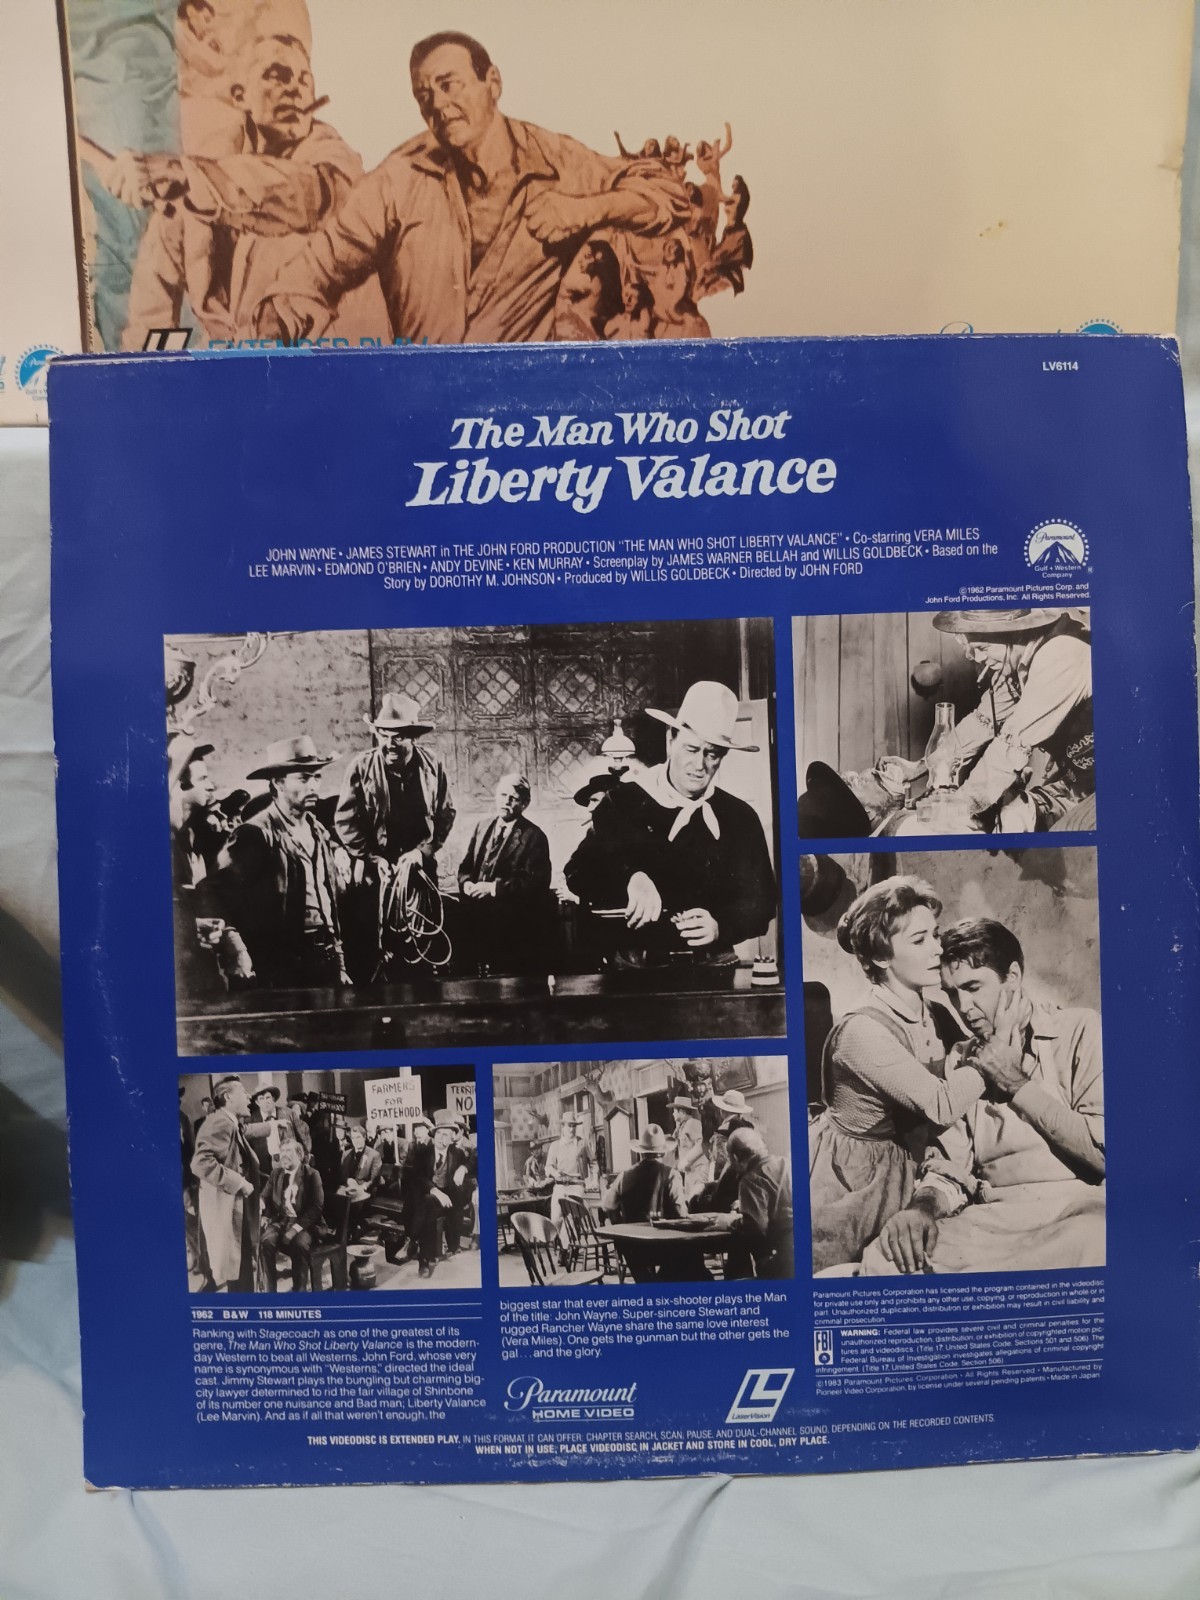 EXTENDED PLAY
LV6114
The Man Who Shot
Liberty Valance
JOHN WAYNE • JAMES STEWART in THE JOHN FORD PRODUCTION "THE MAN WHO SHOT LIBERTY VALANCE" • Co-starring VERA MILES
LEE MARVIN • EDMOND O'BRIEN • ANDY DEVINE • KEN MURRAY • Screenplay by JAMES WARNER BELLAH and WILLIS GOLDBECK • Based on the
Story by DOROTHY M. JOHNSON • Produced by WILLIS GOLDBECK • Directed by JOHN FORD
Paramount
Gulf + Western
Company
©1962 Paramount Pictures Corp. and
John Ford Productions, Inc. All Rights Reserved.
FARMERS
FOR
STATEHOOD
NO
1962 B&W 118 MINUTES
Ranking with Stagecoach as one of the greatest of its
genre, The Man Who Shot Liberty Valance is the modern-
day Western to beat all Westerns. John Ford, whose very
name is synonymous with "Westerns," directed the ideal
cast. Jimmy Stewart plays the bungling but charming big-
city lawyer determined to rid the fair village of Shinbone
of its number one nuisance and Bad man; Liberty Valance
(Lee Marvin). And as if all that weren't enough, the
biggest star that ever aimed a six-shooter plays the Man
of the title: John Wayne. Super-sincere Stewart and
rugged Rancher Wayne share the same love interest
(Vera Miles). One gets the gunman but the other gets the
gal...and the glory.
Paramount
HOME VIDEO
LaserVision
Paramount Pictures Corporation has licensed the program contained in the videodisc
for private use only and prohibits any other use, copying, or reproduction in whole or in
part. Unauthorized duplication, distribution or exhibition may result in civil liability and
criminal prosecution.
FBI
WARNING: Federal law provides severe civil and criminal penalties for the
unauthorized reproduction, distribution, or exhibition of copyrighted motion pic-
tures and videodiscs (Title 17, United States Code, Sections 501 and 506). The
Federal Bureau of Investigation investigates allegations of criminal copyright
infringement (Title 17, United States Code, Section 506).
©1983 Paramount Pictures Corporation • All Rights Reserved • Manufactured by
Pioneer Video Corporation, by license under several pending patents • Made in Japan
THIS VIDEODISC IS EXTENDED PLAY. IN THIS FORMAT, IT CAN OFFER: CHAPTER SEARCH, SCAN, PAUSE, AND DUAL-CHANNEL SOUND, DEPENDING ON THE RECORDED CONTENTS.
WHEN NOT IN USE, PLACE VIDEODISC IN JACKET AND STORE IN COOL, DRY PLACE.